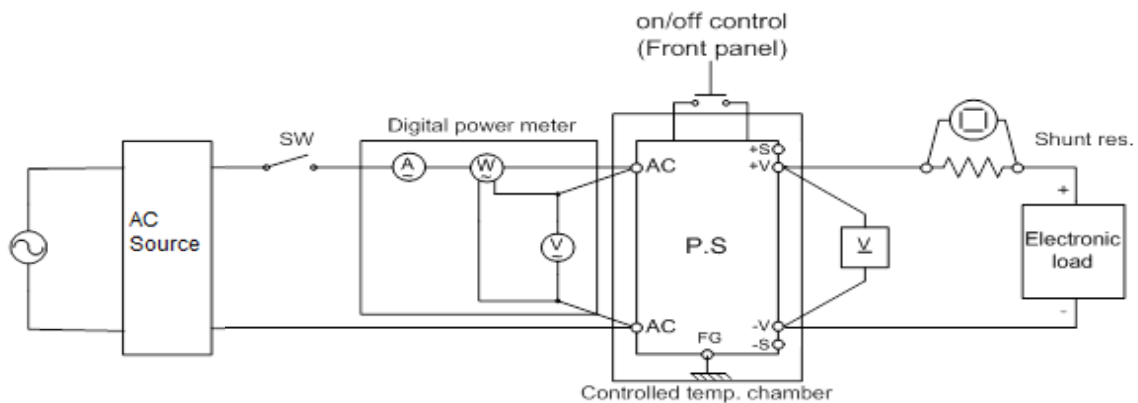 on/off control
(Front panel)
SW
Digital power meter
Shunt res.
A
W
V
AC
Source
AC
AC
P.S
+S
+V
-V
-S
FG
V
+
-
Electronic
load
Controlled temp. chamber